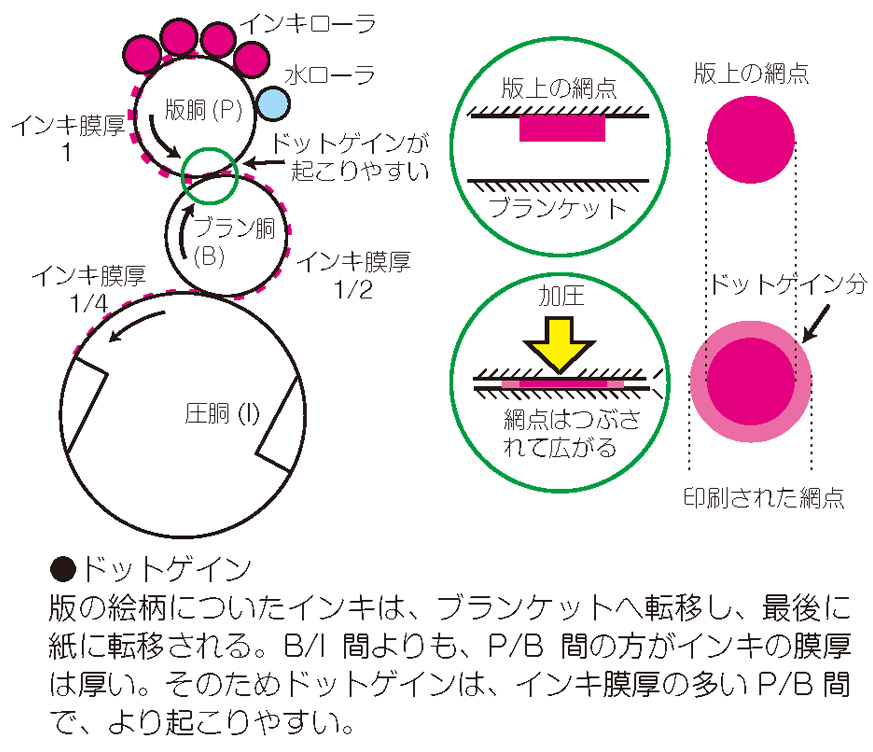 インキローラ
水ローラ
版胴(P)
インキ膜厚
1
ドットゲインが
起こりやすい
ブラン胴
(B)
インキ膜厚
1/2
インキ膜厚
1/4
圧胴(I)
版上の網点
ブランケット
加圧
網点はつぶさ
れて広がる
版上の網点
ドットゲイン分
印刷された網点
●ドットゲイン
版の絵柄についたインキは、ブランケットへ転移し、最後に
紙に転移される。B/I 間よりも、P/B 間の方がインキの膜厚
は厚い。そのためドットゲインは、インキ膜厚の多い P/B 間
で、より起こりやすい。